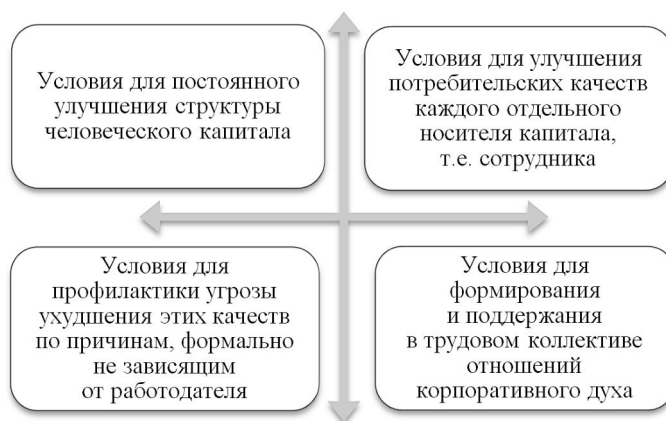 Условия для постоянного
улучшения структуры
человеческого капитала
Условия для улучшения
потребительских качеств
каждого отдельного
носителя капитала,
т.е. сотрудника
Условия для
профилактики угрозы
ухудшения этих качеств
по причинам, формально
не зависящим
от работодателя
Условия для
формирования
и поддержания
в трудовом коллективе
отношений
корпоративного духа